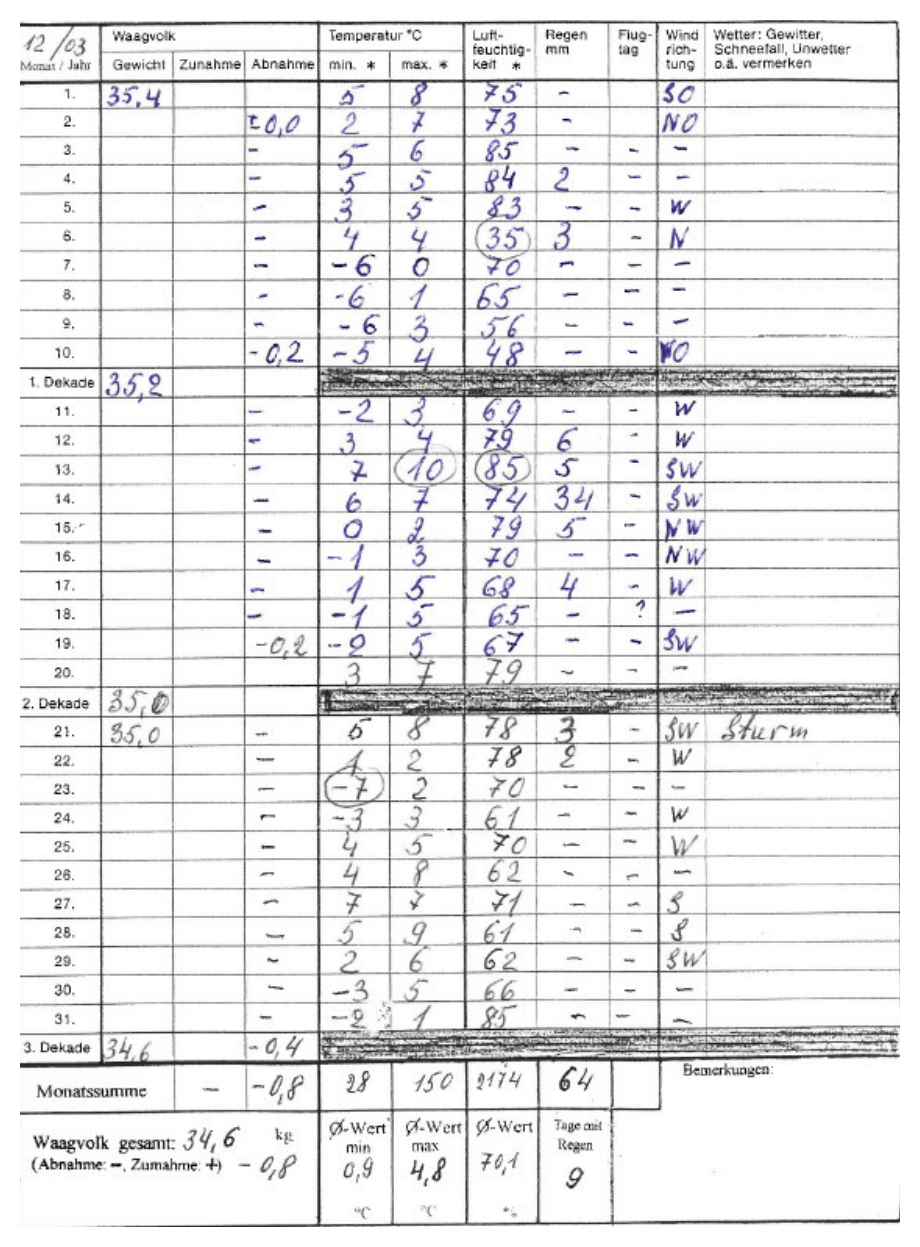 12/03 Waagvolk Temperatur °C Luft-feuchtig-keit * Regen mm Flug-tag Wind rich-tung Wetter: Gewitter, Schneefall, Unwetter o.ä. vermerken
Monat / Jahr Gewicht Zunahme Abnahme min. * max. *
1. 35,4 5 8 75 - SO
2. ±0,0 2 7 73 - NO
3. - 5 6 85 - - -
4. - 5 5 84 2 - -
5. - 3 5 83 - - W
6. - 4 4 35 3 - N
7. - -6 0 70 - - -
8. - -6 1 65 - - -
9. - -6 3 56 - - -
10. -0,2 -5 4 48 - - NO
1. Dekade 35,2
11. - -2 3 69 - - W
12. - 3 4 79 6 - W
13. - 7 10 85 5 - SW
14. - 6 7 74 34 - SW
15. - 0 2 79 5 - NW
16. - -1 3 70 - - NW
17. - 1 5 68 4 - W
18. - -1 5 65 - ? -
19. -0,2 -2 5 67 - - SW
20. 3 7 79 - - -
2. Dekade 35,0
21. 35,0 - 5 8 78 3 - SW Sturm
22. - 1 2 78 2 - W
23. - -7 2 70 - - -
24. - -3 3 61 - - W
25. - 4 5 70 - - W
26. - 4 8 62 - - -
27. - 7 7 71 - - S
28. - 5 9 61 - - S
29. - 2 6 62 - - SW
30. - -3 5 66 - - -
31. - -2 1 85 - - -
3. Dekade 34,6 -0,4
Monatssumme - -0,8 28 150 2174 64 Bemerkungen:
Waagvolk gesamt: 34,6 kg Ø-Wert min Ø-Wert max Ø-Wert Tage mit Regen
(Abnahme: -, Zumahme: +) - 0,8 0,9 4,8 70,1 9
°C °C %